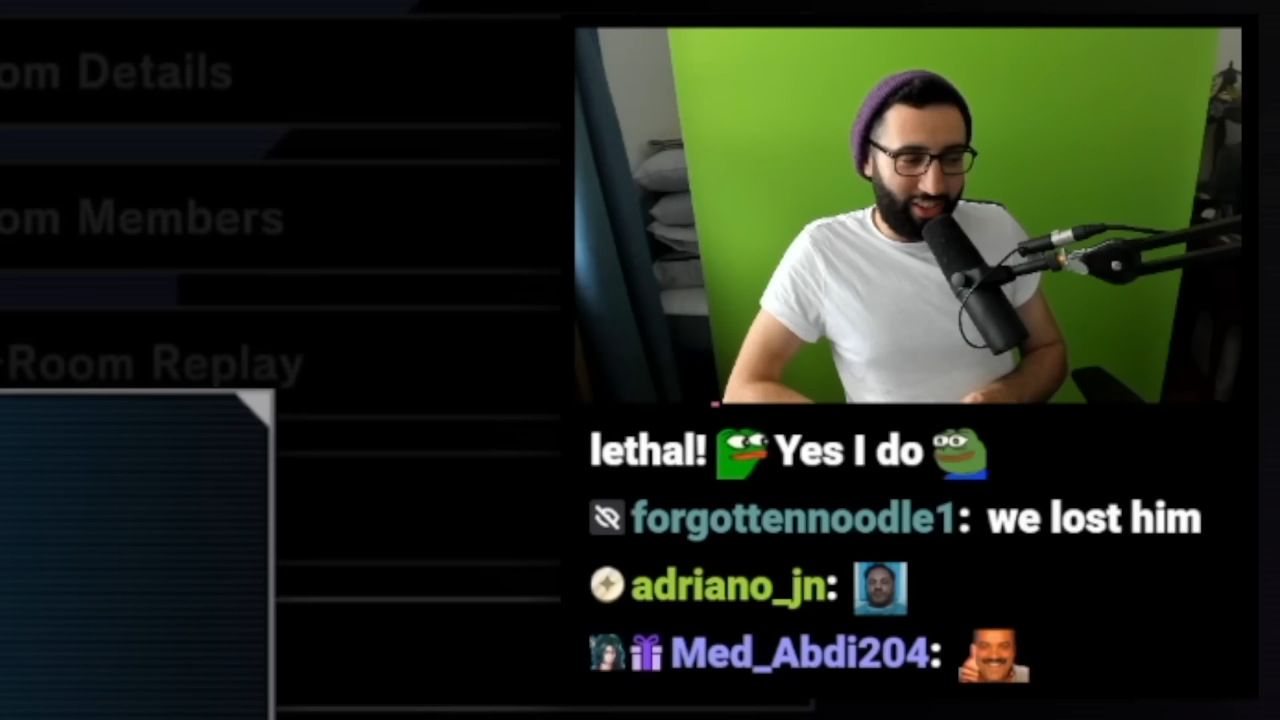 om Details
om Members
Room Replay
lethal! Yes I do
forgottennoodle1: we lost him
adriano_jn:
Med_Abdi204: